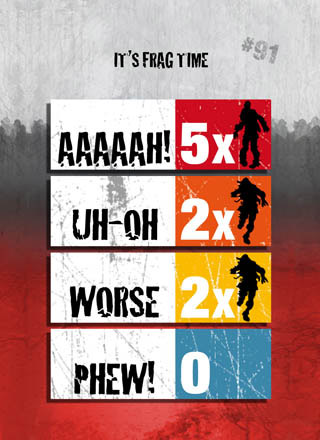 IT'S FRAG TIME
#91
AAAAAH! 5x
UH-OH 2x
WORSE 2x
PHEW! 0